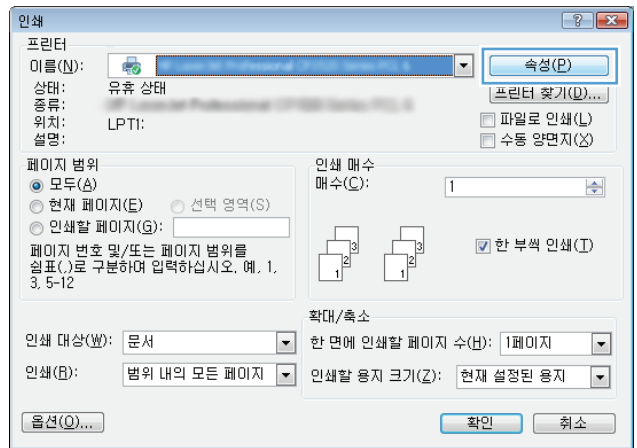 인쇄
프린터
이름(N): 속성(P)
상태: 유휴 상태 프린터 찾기(D)...
종류:
위치: LPT1: 파일로 인쇄(L)
설명: 수동 양면지(X)
페이지 범위
모두(A)
현재 페이지(E) 선택 영역(S)
인쇄할 페이지(G):
페이지 번호 및/또는 페이지 범위를
쉼표(,)로 구분하여 입력하십시오. 예, 1,
3, 5-12
인쇄 매수
매수(C): 1
1 2 3 1 2 3
한 부씩 인쇄(T)
인쇄 대상(W): 문서
인쇄(R): 범위 내의 모든 페이지
확대/축소
한 면에 인쇄할 페이지 수(H): 1페이지
인쇄할 용지 크기(Z): 현재 설정된 용지
옵션(O)... 확인 취소